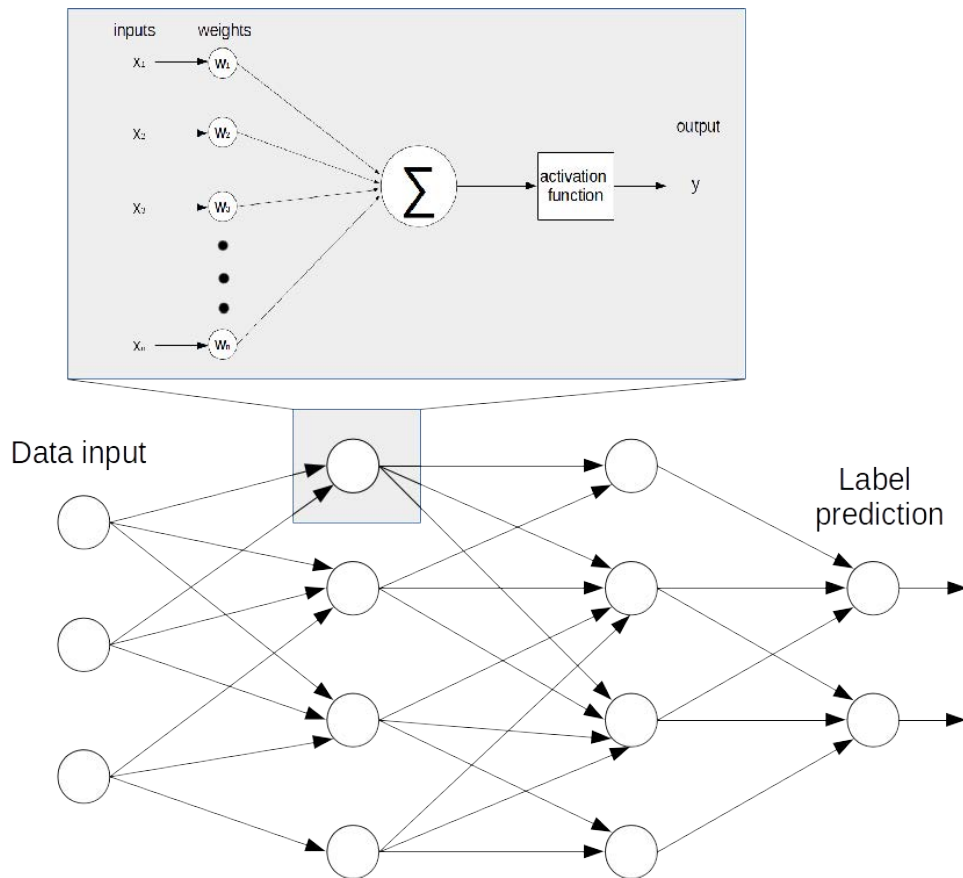 inputs weights
X₁ W₁
X₂ W₂
output
activation
function
y
∑
X₃ W₃
Xₙ Wₙ
Data input
Label
prediction